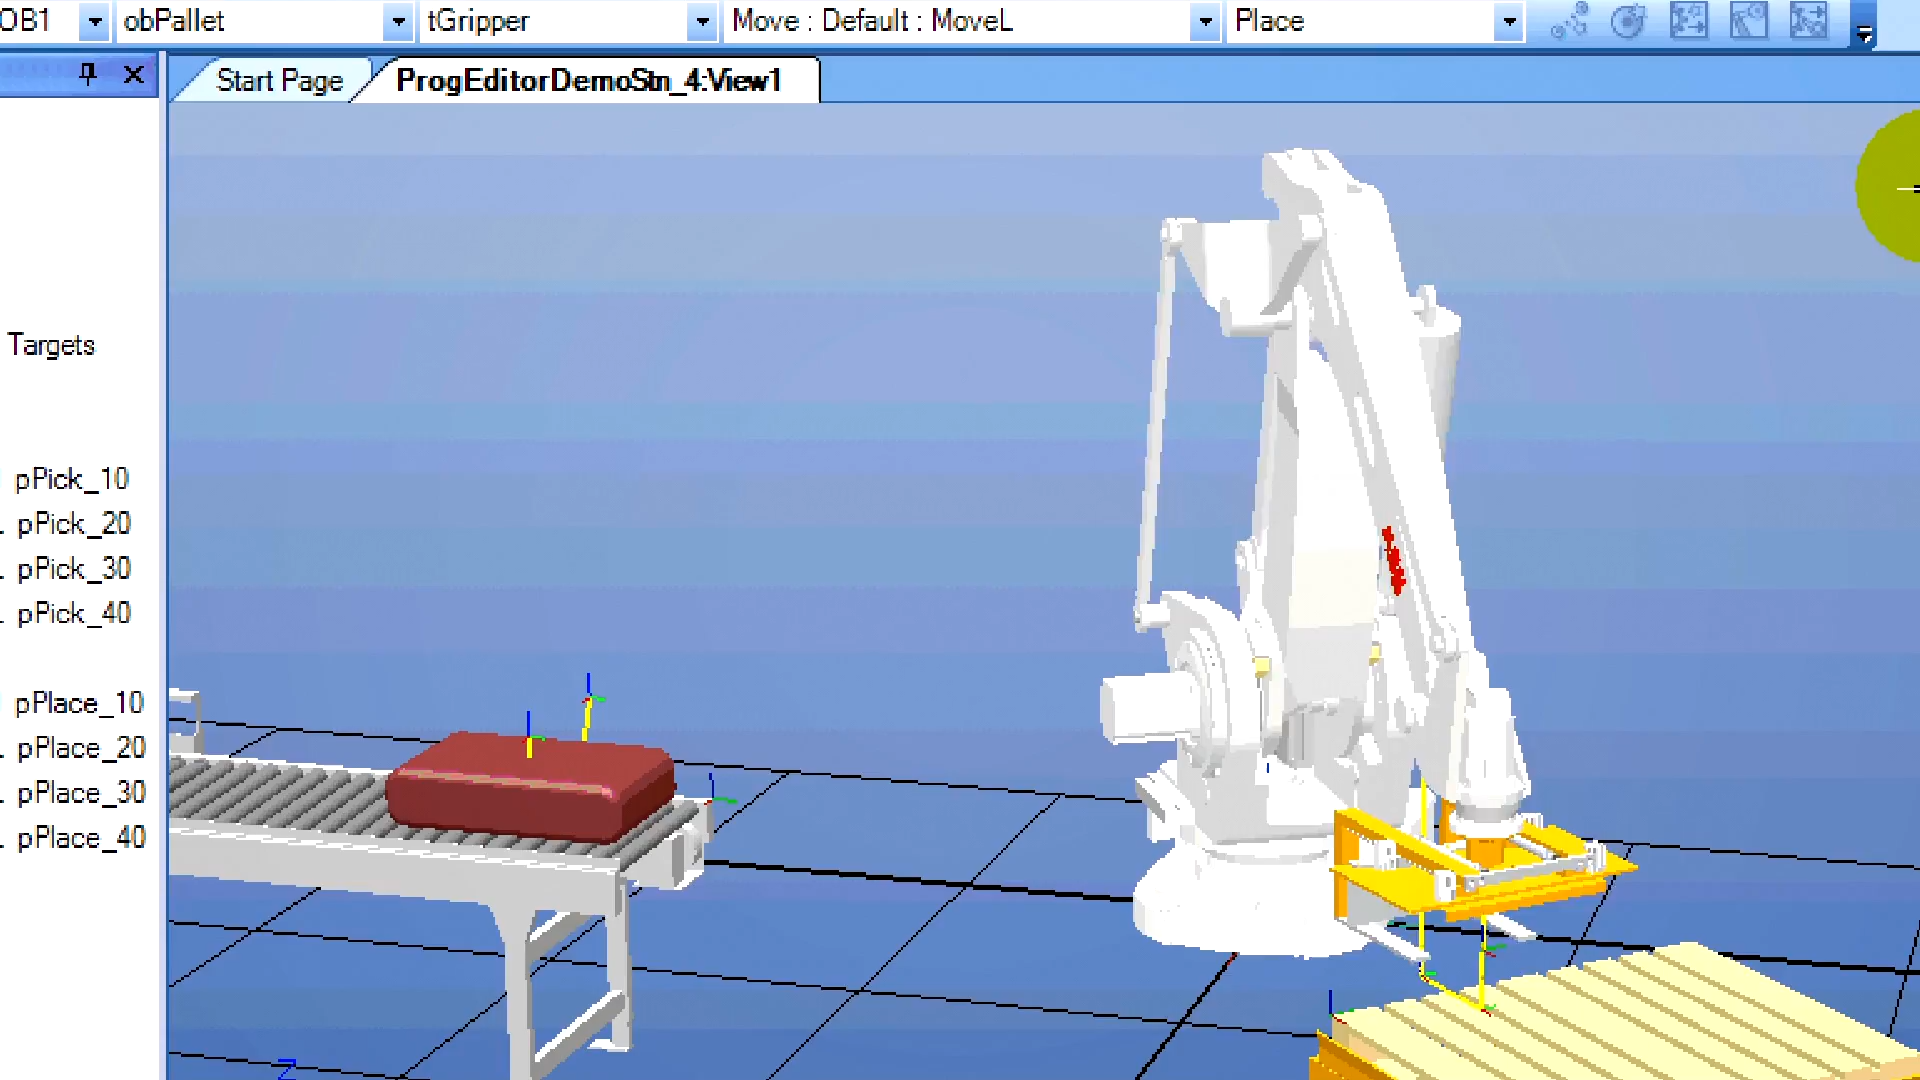 OB1 obPallet tGripper Move : Default : MoveL Place
Start Page ProgEditorDemoStn_4:View1
Targets
pPick_10
pPick_20
pPick_30
pPick_40
pPlace_10
pPlace_20
pPlace_30
pPlace_40
Z